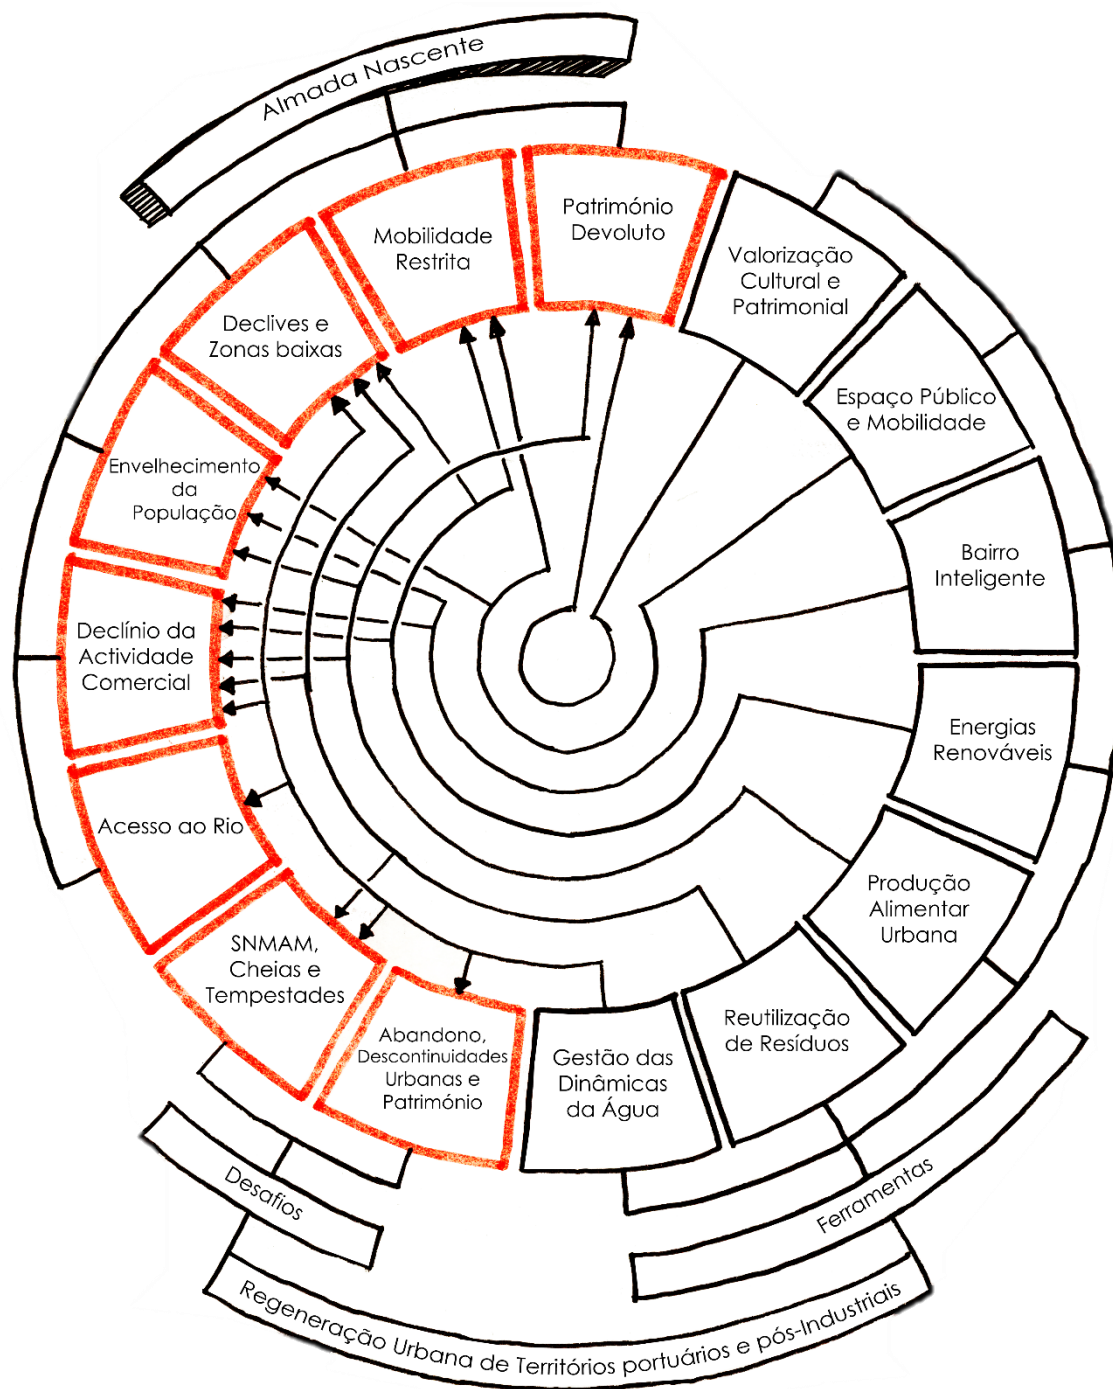 Almada Nascente
Património
Devoluto
Mobilidade
Restrita
Valorização
Cultural e
Patrimonial
Declives e
Zonas baixas
Espaço Público
e Mobilidade
Envelhecimento
da
População
Bairro
Inteligente
Declínio da
Actividade
Comercial
Energias
Renováveis
Acesso ao Rio
Produção
Alimentar
Urbana
SNMAM,
Cheias e
Tempestades
Reutilização
de Resíduos
Abandono,
Descontinuidades
Urbanas e
Património
Gestão das
Dinâmicas
da Água
Desafios
Ferramentas
Regeneração Urbana de Territórios portuários e pós-Industriais